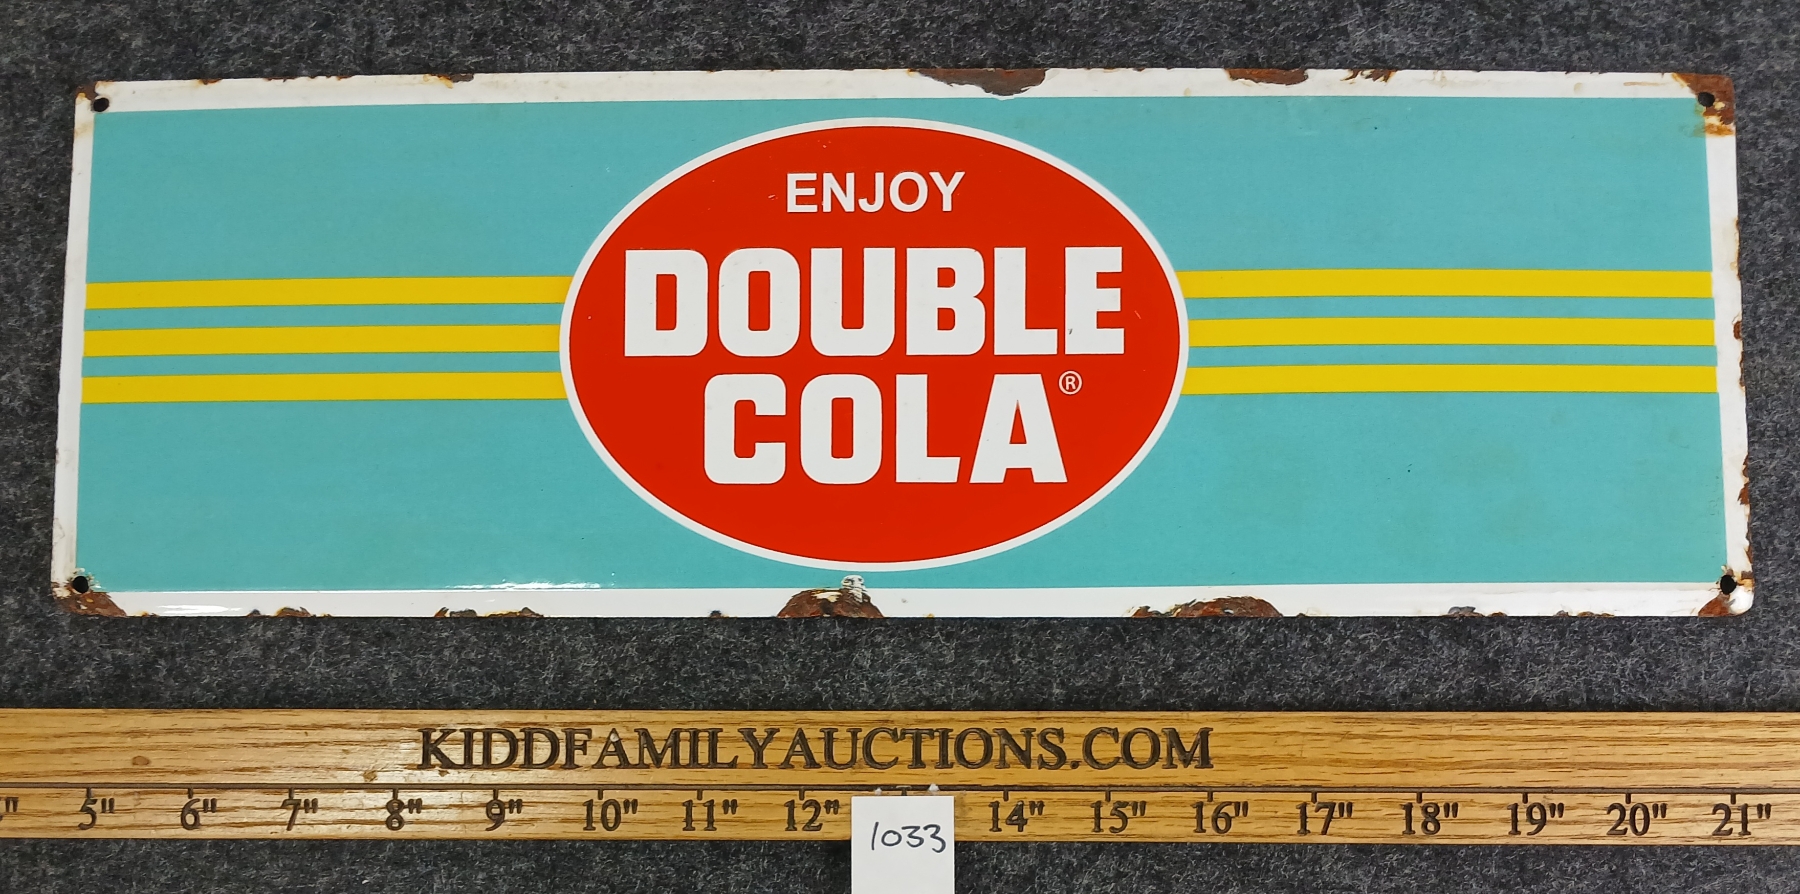 ENJOY
DOUBLE
COLA®
KIDDFAMILYAUCTIONS.COM
5" 6" 7" 8" 9" 10" 11" 12" 14" 15" 16" 17" 18" 19" 20" 21"
1033